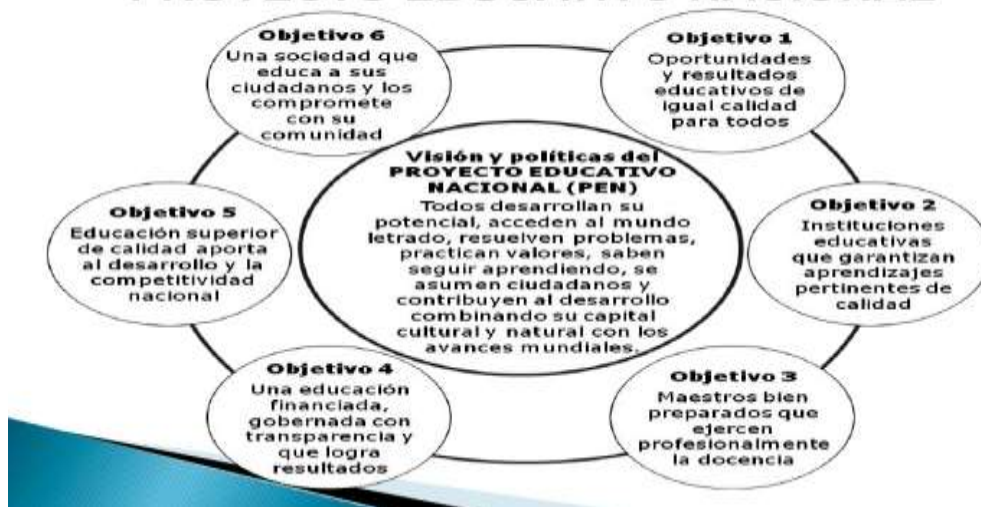 PROYECTO EDUCATIVO NACIONAL
Objetivo 6
Una sociedad que
educa a sus
ciudadanos y los
compromete
con su
comunidad
Objetivo 1
Oportunidades
y resultados
educativos de
igual calidad
para todos
Visión y políticas del
PROYECTO EDUCATIVO
NACIONAL (PEN)
Todos desarrollan su
potencial, acceden al mundo
letrado, resuelven problemas,
practican valores, saben
seguir aprendiendo, se
asumen ciudadanos y
contribuyen al desarrollo
combinando su capital
cultural y natural con los
avances mundiales.
Objetivo 5
Educación superior
de calidad aporta
al desarrollo y la
competitividad
nacional
Objetivo 2
Instituciones
educativas
que garantizan
aprendizajes
pertinentes de
calidad
Objetivo 4
Una educación
financiada,
gobernada con
transparencia y
que logra
resultados
Objetivo 3
Maestros bien
preparados que
ejercen
profesionalmente
la docencia